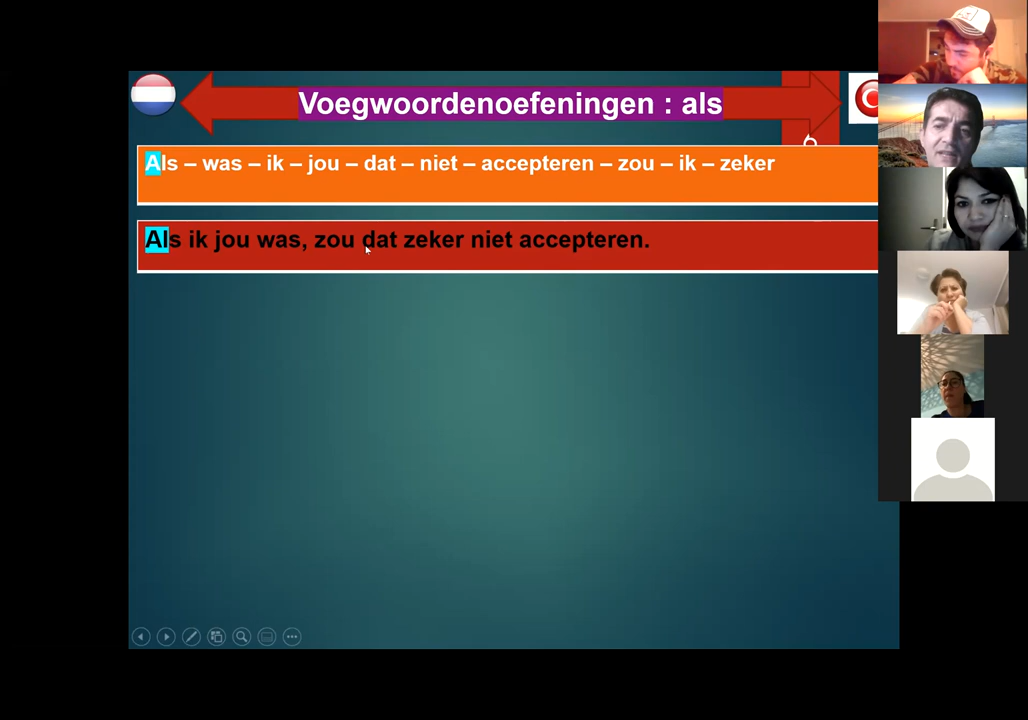 Voegwoordenoefeningen : als
Als – was – ik – jou – dat – niet – accepteren – zou – ik – zeker
Als ik jou was, zou dat zeker niet accepteren.